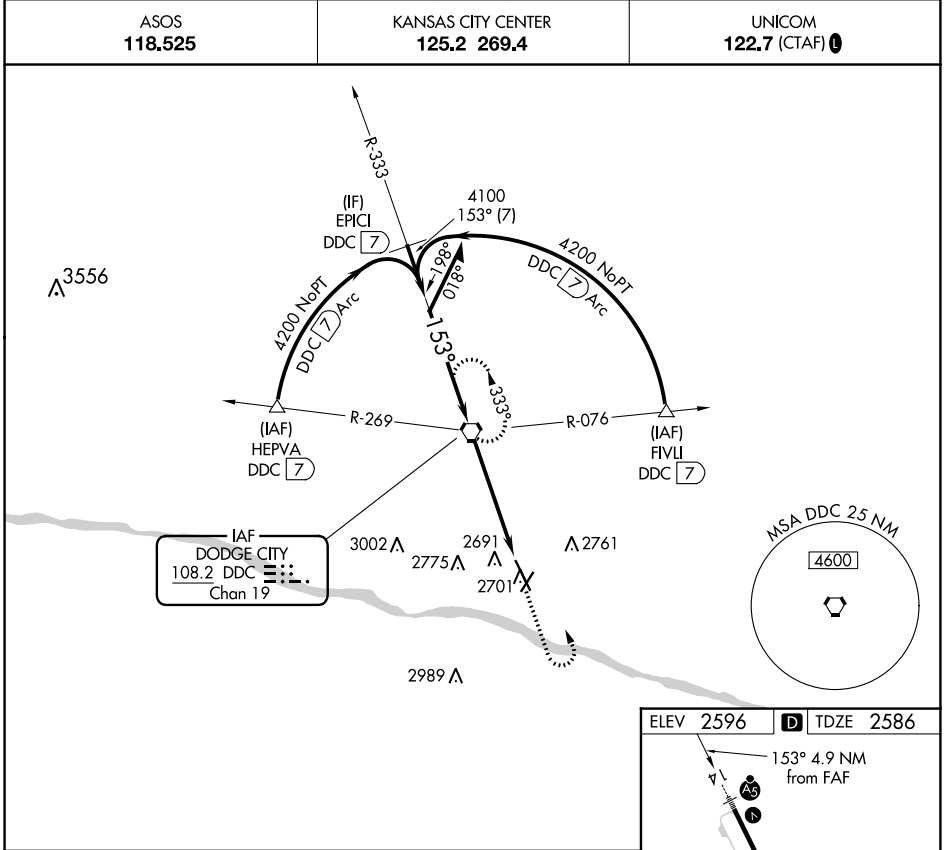 ASOS
118.525
KANSAS CITY CENTER
125.2 269.4
UNICOM
122.7 (CTAF) L
R-333
(IF)
EPICI
DDC 7
4100
153° (7)
4200 NoPT
DDC 7 Arc
198°
018°
4200 NoPT
DDC 7 Arc
3556
153°
333°
R-269
R-076
(IAF)
HEPVA
DDC 7
(IAF)
FIVLI
DDC 7
IAF
DODGE CITY
108.2 DDC
Chan 19
3002
2775
2691
2761
2701
2989
MSA DDC 25 NM
4600
ELEV 2596 D TDZE 2586
153° 4.9 NM
from FAF
A5